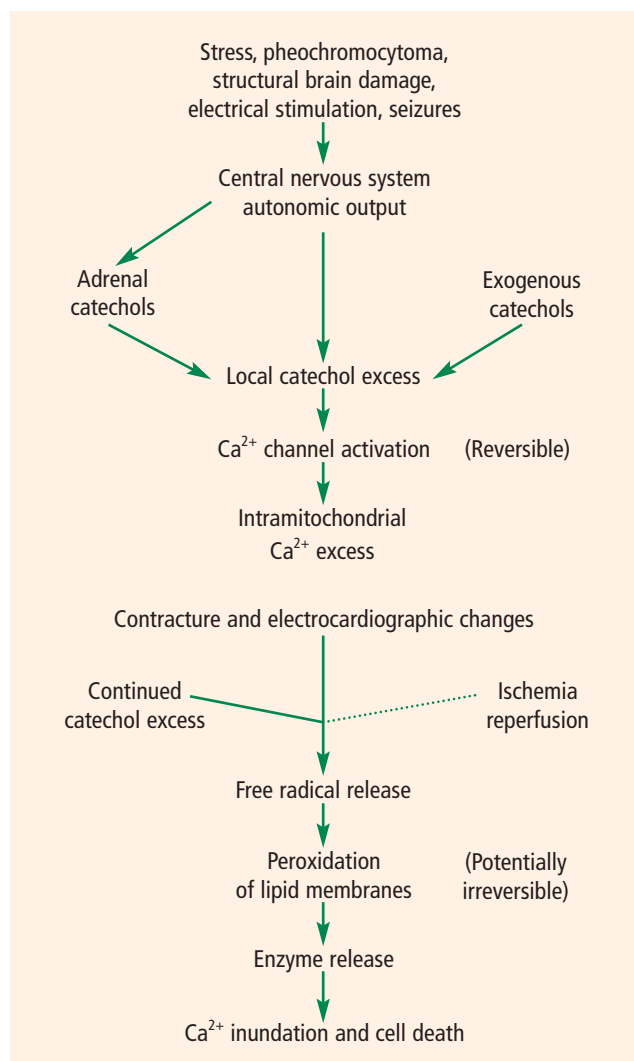 Stress, pheochromocytoma,
structural brain damage,
electrical stimulation, seizures
Central nervous system
autonomic output
Adrenal
catechols
Exogenous
catechols
Local catechol excess
Ca²⁺ channel activation (Reversible)
Intramitochondrial
Ca²⁺ excess
Contracture and electrocardiographic changes
Continued
catechol excess
Ischemia
reperfusion
Free radical release
Peroxidation
of lipid membranes
(Potentially
irreversible)
Enzyme release
Ca²⁺ inundation and cell death